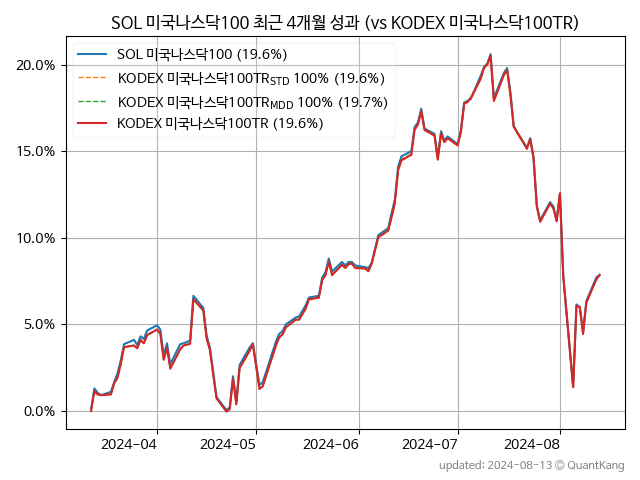 SOL 미국나스닥100 최근 4개월 성과 (vs KODEX 미국나스닥100TR)
SOL 미국나스닥100 (19.6%)
KODEX 미국나스닥100TR_STD 100% (19.6%)
KODEX 미국나스닥100TR_MDD 100% (19.7%)
KODEX 미국나스닥100TR (19.6%)
20.0%
15.0%
10.0%
5.0%
0.0%
2024-04 2024-05 2024-06 2024-07 2024-08
updated: 2024-08-13 © QuantKang